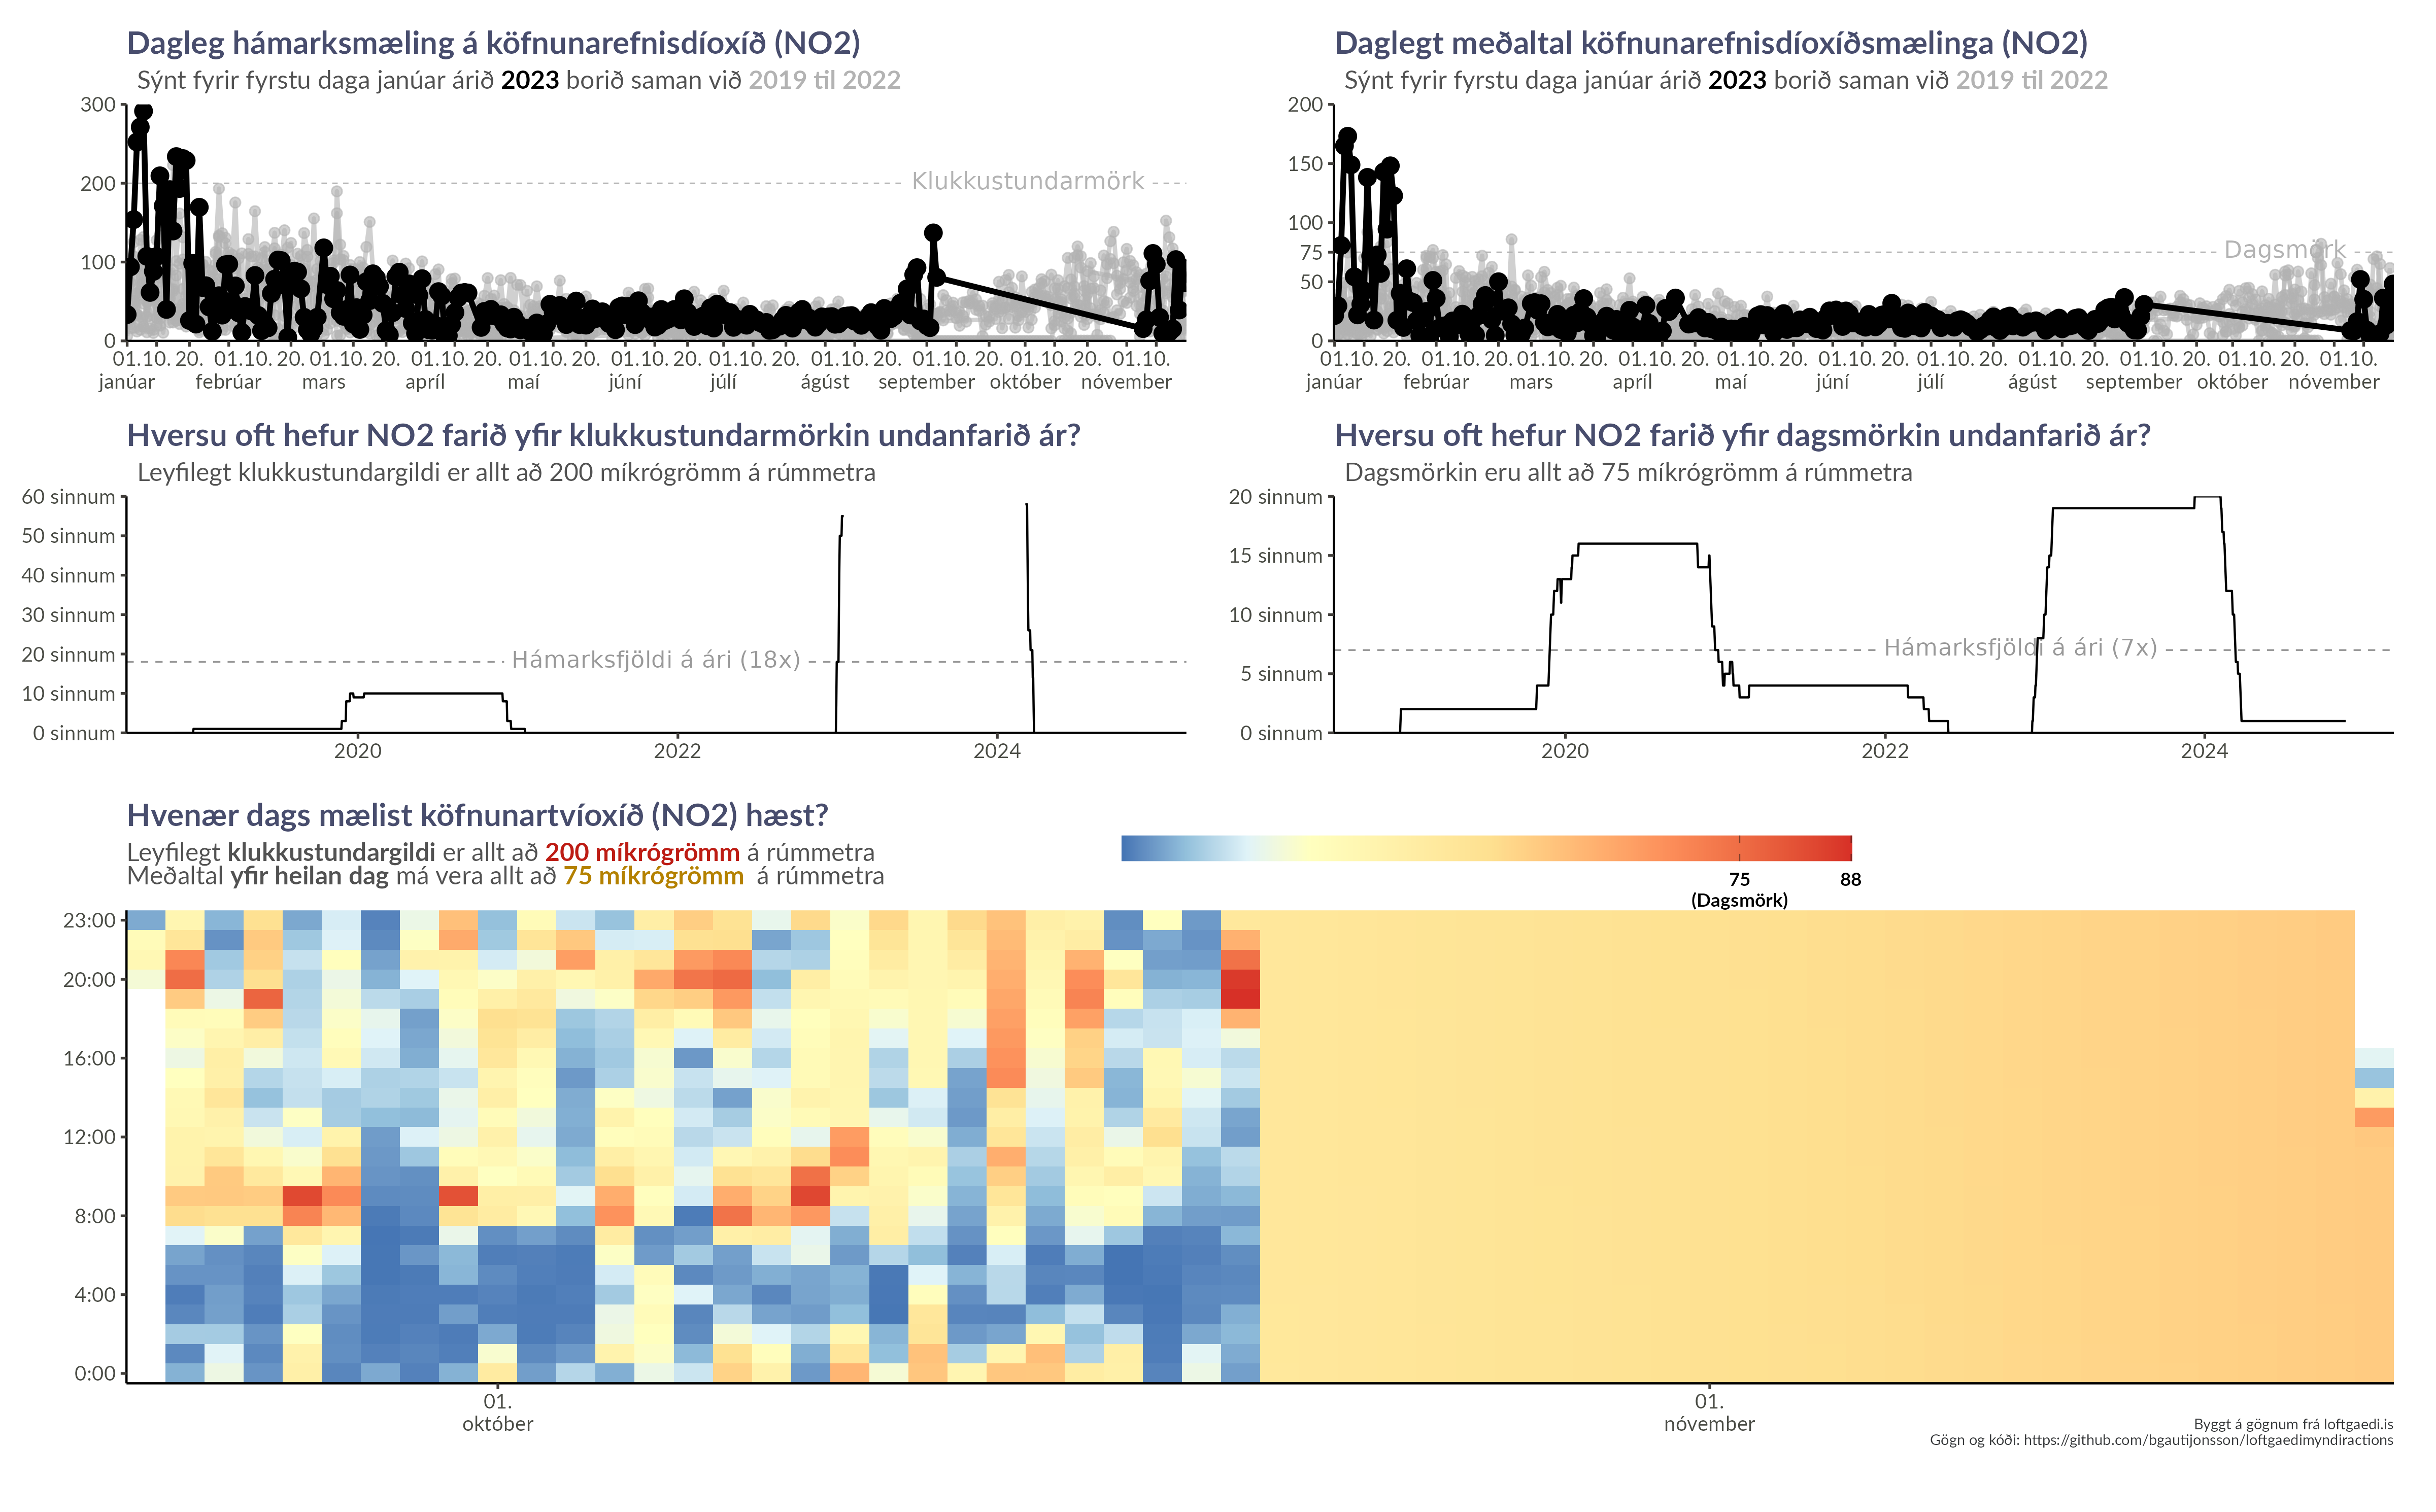 Dagleg hámarksmæling á köfnunarefnisdíoxíð (NO2)
Sýnt fyrir fyrstu daga janúar árið 2023 borið saman við 2019 til 2022
300
200
100
0
Klukkustundarmörk
01.10. 20. 01.10. 20. 01.10. 20. 01.10. 20. 01.10. 20. 01.10. 20. 01.10. 20. 01.10. 20. 01.10. 20. 01.10. 20. 01.10.
janúar febrúar mars apríl maí júní júlí ágúst september október nóvember
Daglegt meðaltal köfnunarefnisdíoxíðsmælinga (NO2)
Sýnt fyrir fyrstu daga janúar árið 2023 borið saman við 2019 til 2022
200
150
100
75
50
0
Dagsmörk
01.10. 20. 01.10. 20. 01.10. 20. 01.10. 20. 01.10. 20. 01.10. 20. 01.10. 20. 01.10. 20. 01.10. 20. 01.10. 20. 01.10.
janúar febrúar mars apríl maí júní júlí ágúst september október nóvember
Hversu oft hefur NO2 farið yfir klukkustundarmörkin undanfarið ár?
Leyfilegt klukkustundargildi er allt að 200 míkrógrömm á rúmmetra
60 sinnum
50 sinnum
40 sinnum
30 sinnum
20 sinnum
10 sinnum
0 sinnum
Hámarksfjöldi á ári (18x)
2020 2022 2024
Hversu oft hefur NO2 farið yfir dagsmörkin undanfarið ár?
Dagsmörkin eru allt að 75 míkrógrömm á rúmmetra
20 sinnum
15 sinnum
10 sinnum
5 sinnum
0 sinnum
Hámarksfjöldi á ári (7x)
2020 2022 2024
Hvenær dags mælist köfnunartvíoxíð (NO2) hæst?
Leyfilegt klukkustundargildi er allt að 200 míkrógrömm á rúmmetra
Meðaltal yfir heilan dag má vera allt að 75 míkrógrömm á rúmmetra
75 88
(Dagsmörk)
23:00
20:00
16:00
12:00
8:00
4:00
0:00
01. 01.
október nóvember
Byggt á gögnum frá loftgaedi.is
Gögn og kóði: https://github.com/bgautijonsson/loftgaedimyndiractions